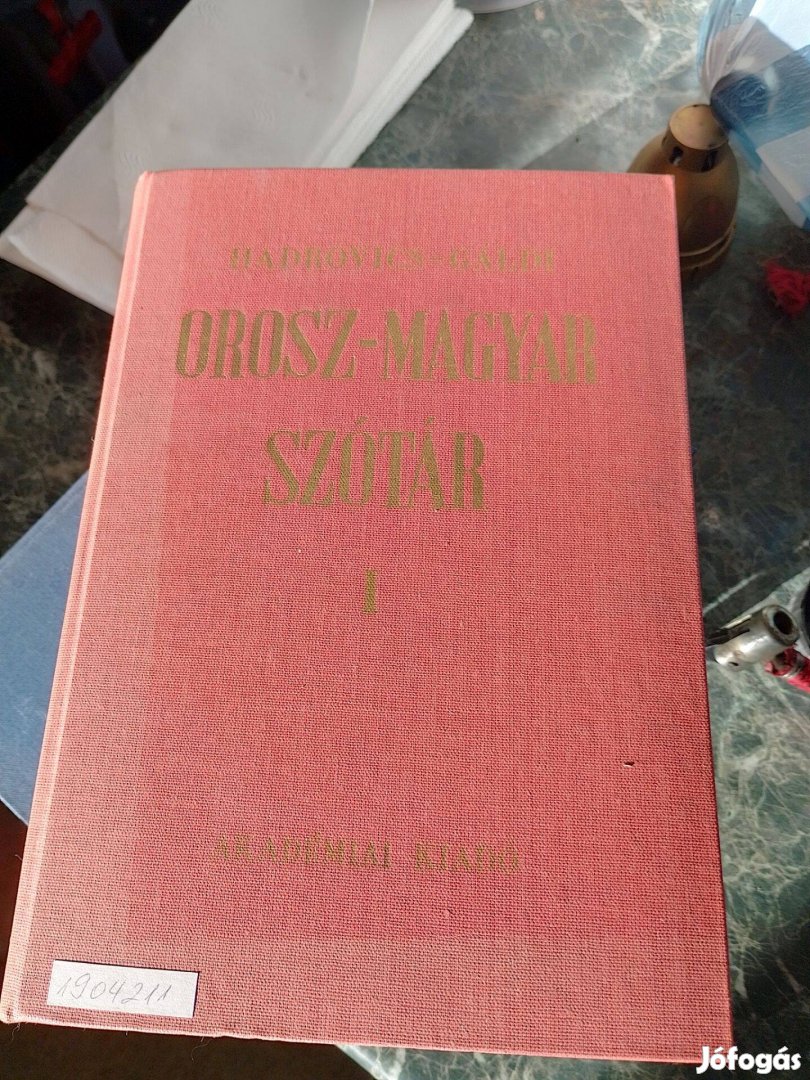 HADROVICS-GÁLDI
OROSZ-MAGYAR
SZÓTÁR
I
AKADÉMIAI KIADÓ
1904211
Jófogás